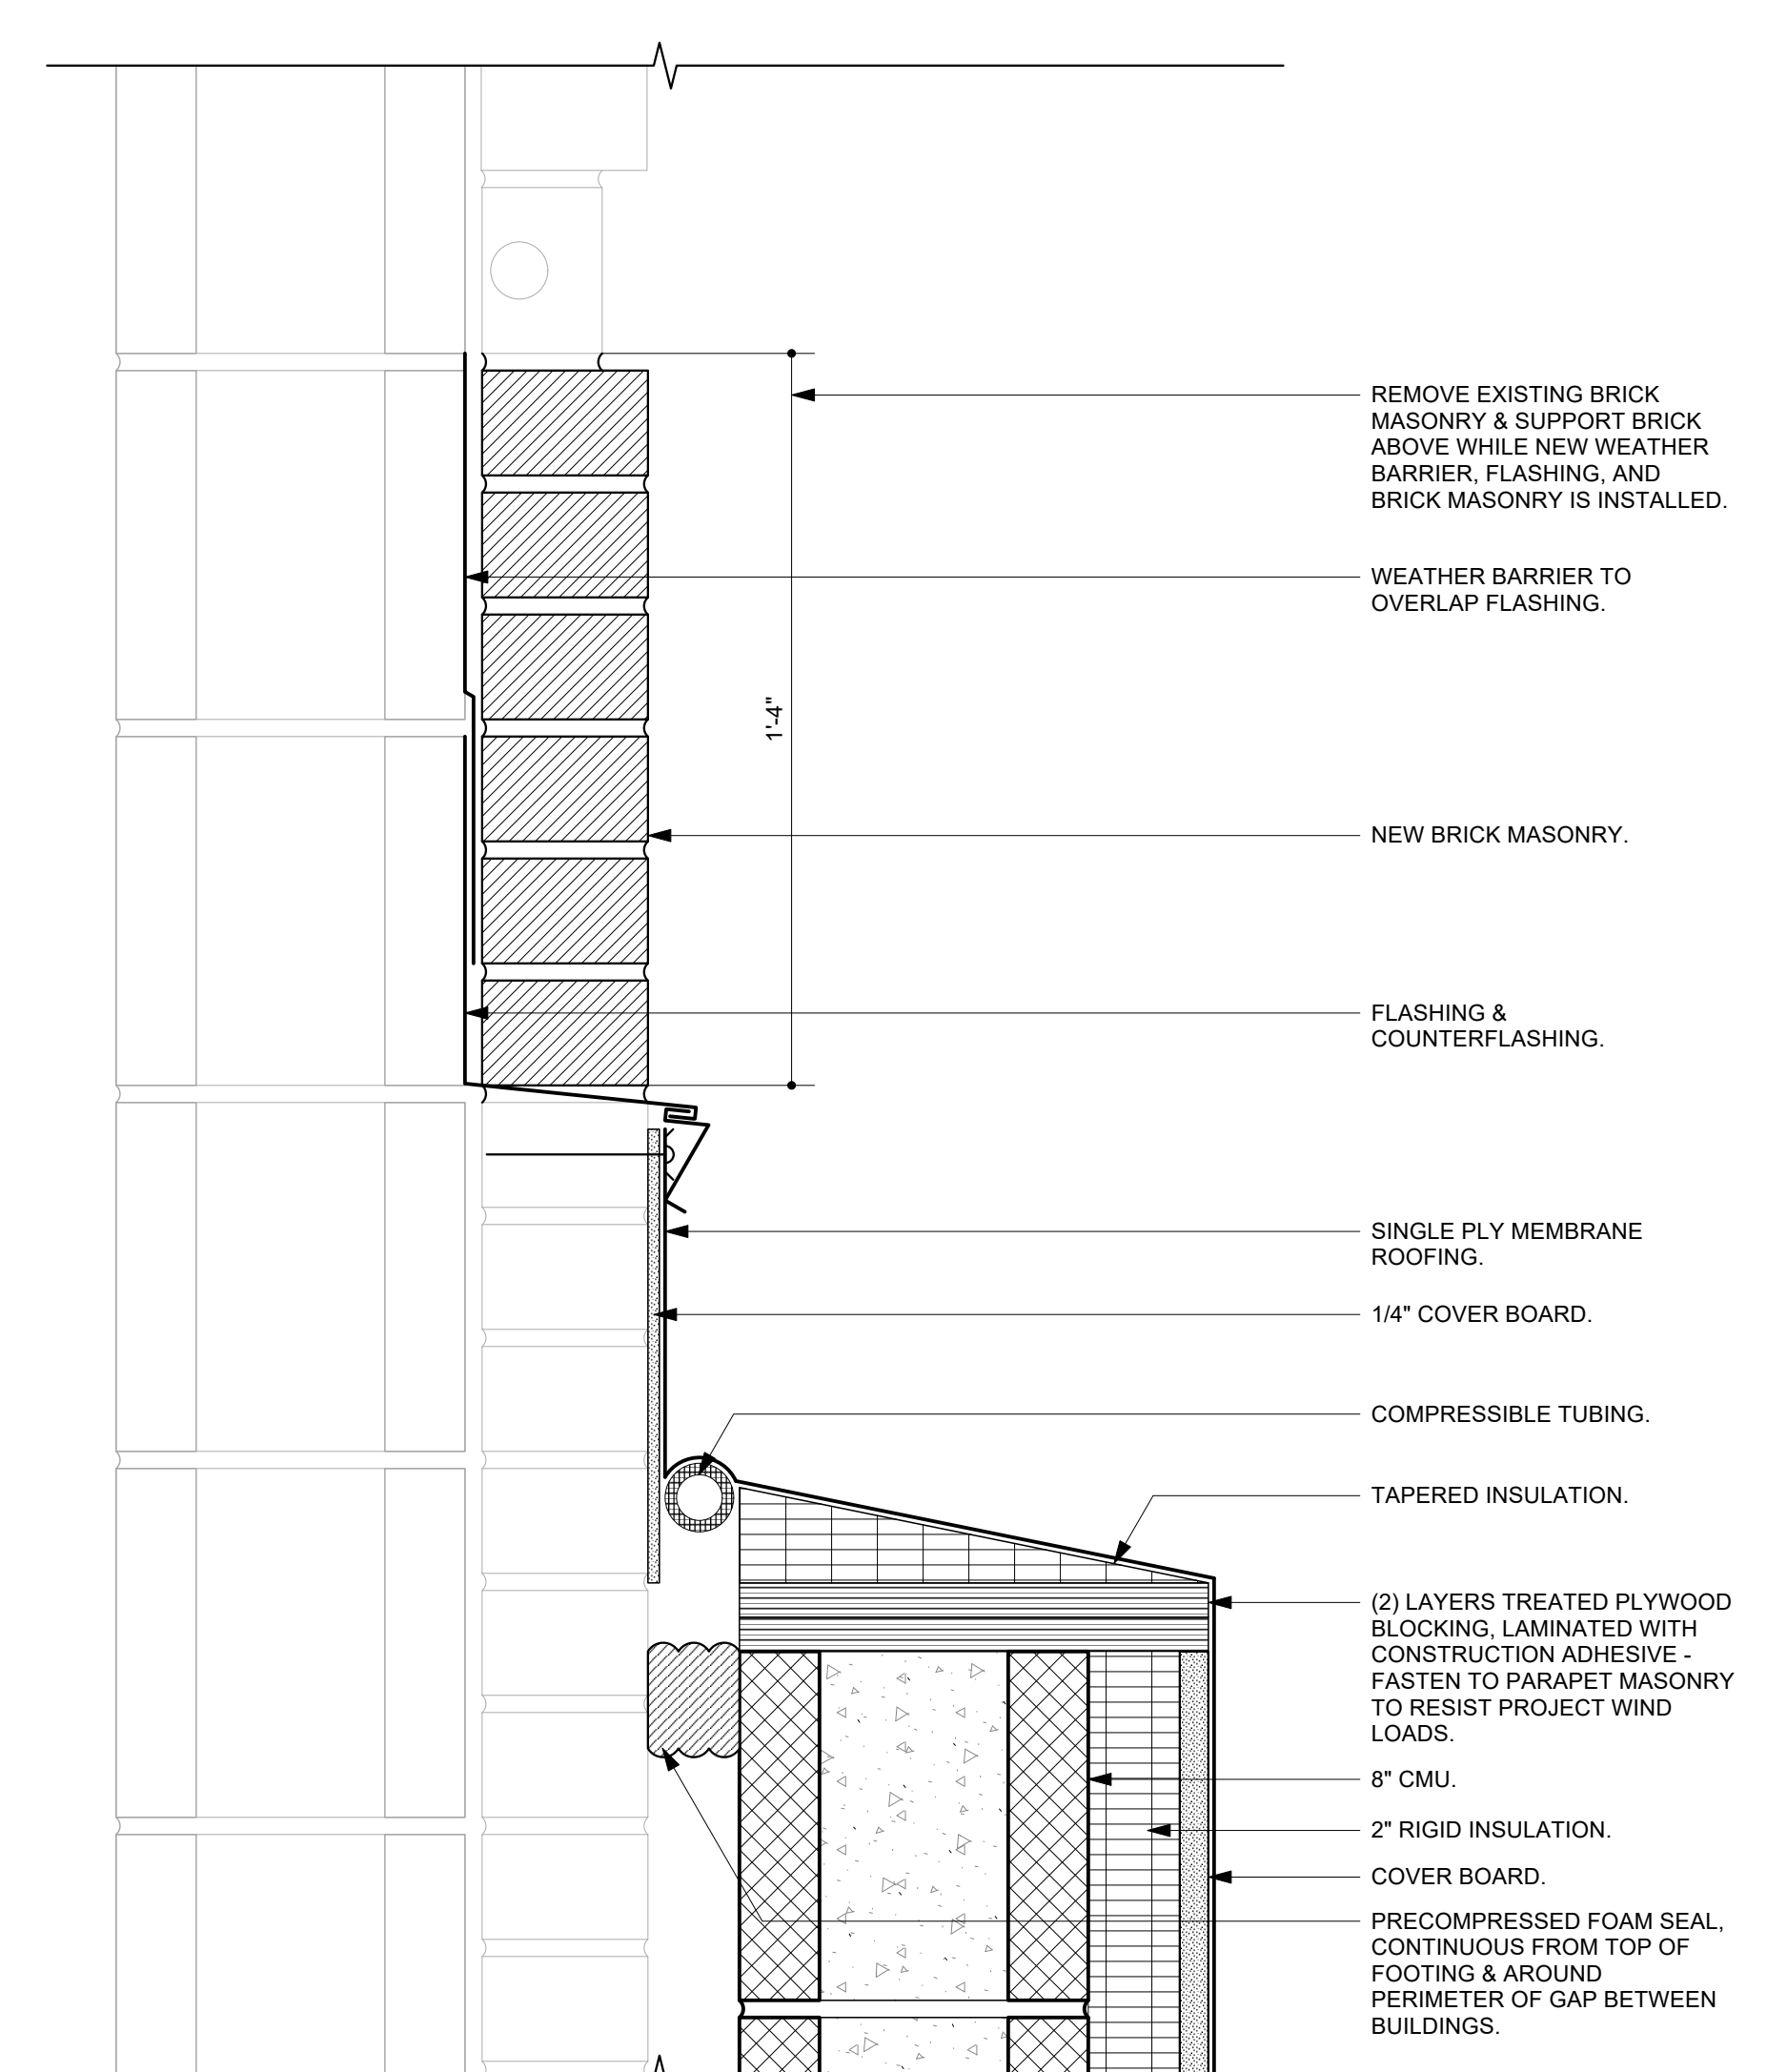 REMOVE EXISTING BRICK
MASONRY & SUPPORT BRICK
ABOVE WHILE NEW WEATHER
BARRIER, FLASHING, AND
BRICK MASONRY IS INSTALLED.
WEATHER BARRIER TO
OVERLAP FLASHING.
1'-4"
NEW BRICK MASONRY.
FLASHING &
COUNTERFLASHING.
SINGLE PLY MEMBRANE
ROOFING.
1/4" COVER BOARD.
COMPRESSIBLE TUBING.
TAPERED INSULATION.
(2) LAYERS TREATED PLYWOOD
BLOCKING, LAMINATED WITH
CONSTRUCTION ADHESIVE -
FASTEN TO PARAPET MASONRY
TO RESIST PROJECT WIND
LOADS.
8" CMU.
2" RIGID INSULATION.
COVER BOARD.
PRECOMPRESSED FOAM SEAL,
CONTINUOUS FROM TOP OF
FOOTING & AROUND
PERIMETER OF GAP BETWEEN
BUILDINGS.